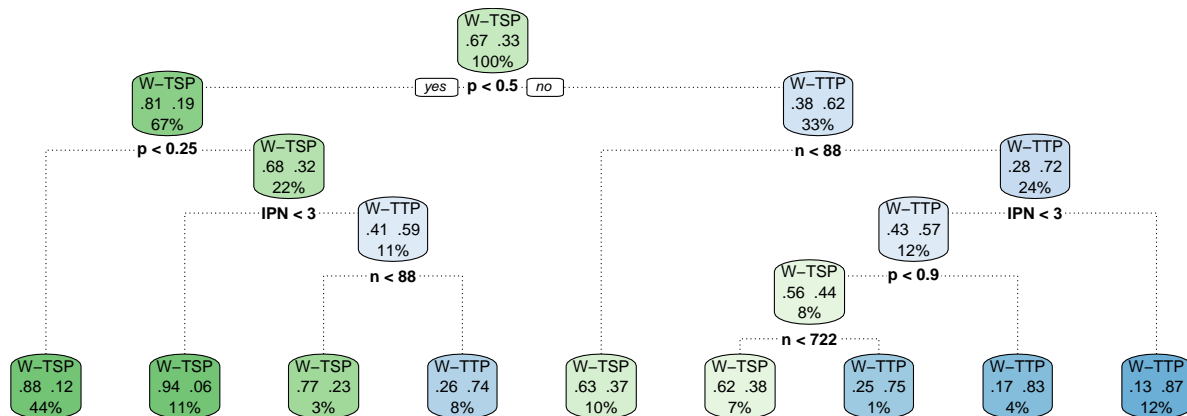 W−TSP
.67 .33
100%
yes p < 0.5 no
W−TSP
.81 .19
67%
p < 0.25
W−TTP
.38 .62
33%
n < 88
W−TSP
.68 .32
22%
IPN < 3
W−TTP
.28 .72
24%
IPN < 3
W−TTP
.41 .59
11%
n < 88
W−TTP
.43 .57
12%
p < 0.9
W−TSP
.56 .44
8%
n < 722
W−TSP
.88 .12
44%
W−TSP
.94 .06
11%
W−TSP
.77 .23
3%
W−TTP
.26 .74
8%
W−TSP
.63 .37
10%
W−TSP
.62 .38
7%
W−TTP
.25 .75
1%
W−TTP
.17 .83
4%
W−TTP
.13 .87
12%